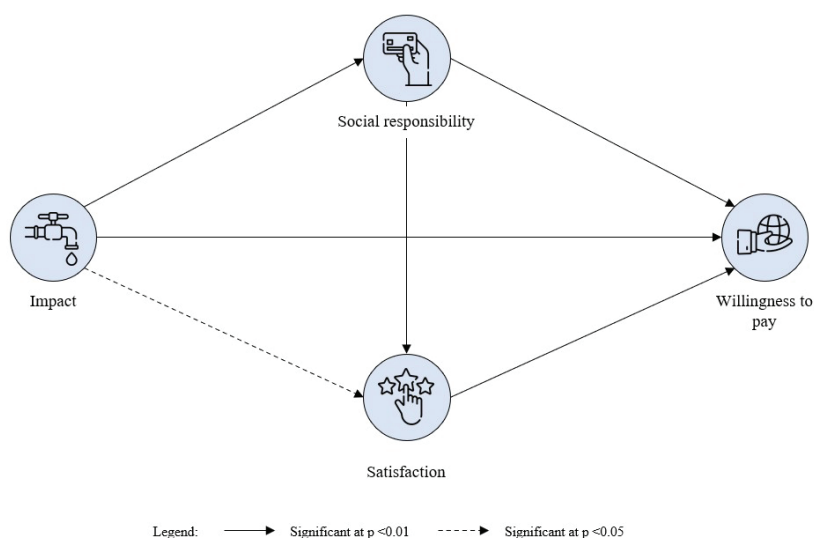 Social responsibility
Impact
Willingness to
pay
Satisfaction
Legend: Significant at p <0.01 Significant at p <0.05